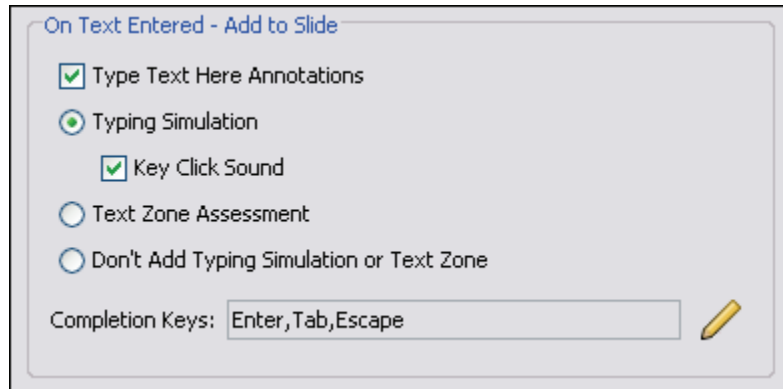 On Text Entered - Add to Slide
Type Text Here Annotations
Typing Simulation
Key Click Sound
Text Zone Assessment
Don't Add Typing Simulation or Text Zone
Completion Keys: Enter,Tab,Escape